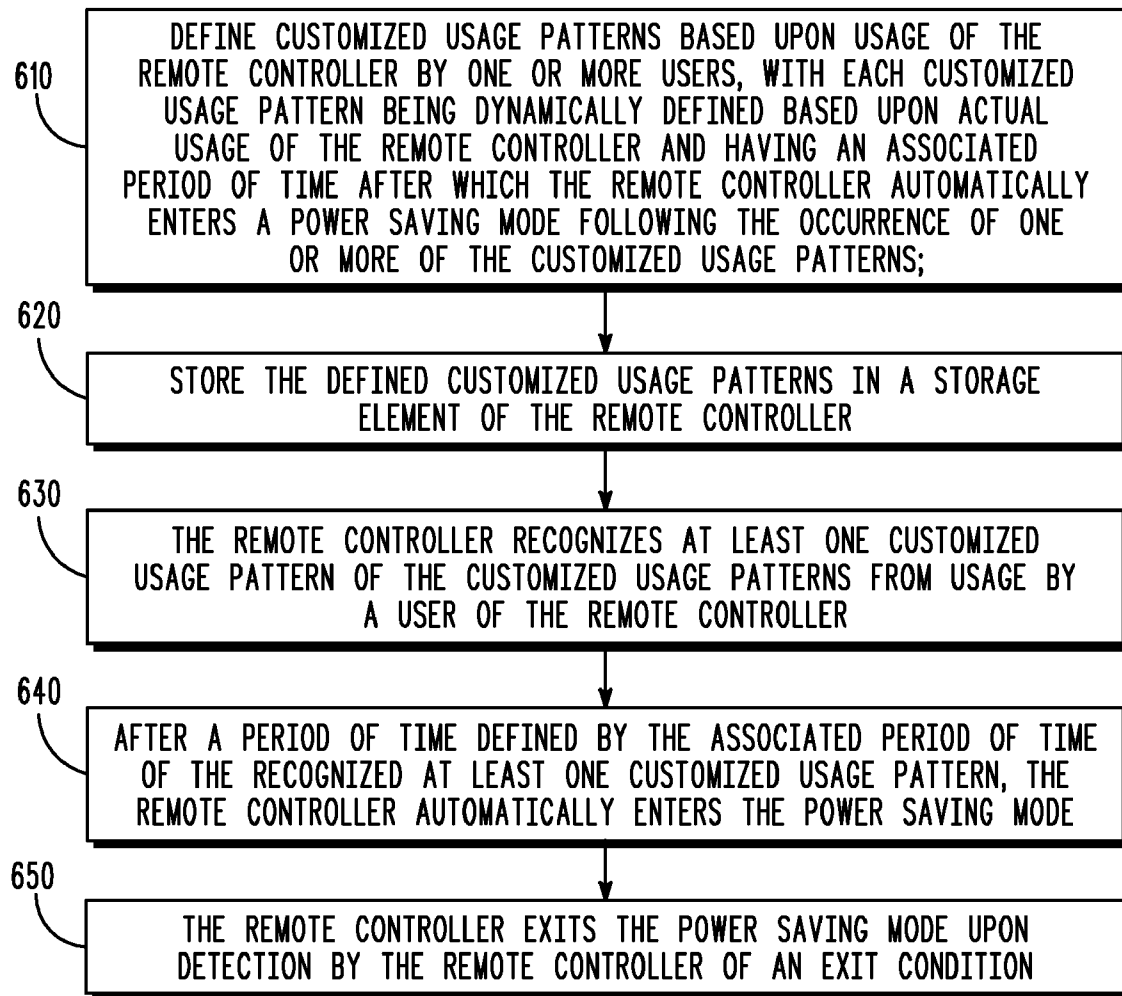 610
DEFINE CUSTOMIZED USAGE PATTERNS BASED UPON USAGE OF THE
REMOTE CONTROLLER BY ONE OR MORE USERS, WITH EACH CUSTOMIZED
USAGE PATTERN BEING DYNAMICALLY DEFINED BASED UPON ACTUAL
USAGE OF THE REMOTE CONTROLLER AND HAVING AN ASSOCIATED
PERIOD OF TIME AFTER WHICH THE REMOTE CONTROLLER AUTOMATICALLY
ENTERS A POWER SAVING MODE FOLLOWING THE OCCURRENCE OF ONE
OR MORE OF THE CUSTOMIZED USAGE PATTERNS;
620
STORE THE DEFINED CUSTOMIZED USAGE PATTERNS IN A STORAGE
ELEMENT OF THE REMOTE CONTROLLER
630
THE REMOTE CONTROLLER RECOGNIZES AT LEAST ONE CUSTOMIZED
USAGE PATTERN OF THE CUSTOMIZED USAGE PATTERNS FROM USAGE BY
A USER OF THE REMOTE CONTROLLER
640
AFTER A PERIOD OF TIME DEFINED BY THE ASSOCIATED PERIOD OF TIME
OF THE RECOGNIZED AT LEAST ONE CUSTOMIZED USAGE PATTERN, THE
REMOTE CONTROLLER AUTOMATICALLY ENTERS THE POWER SAVING MODE
650
THE REMOTE CONTROLLER EXITS THE POWER SAVING MODE UPON
DETECTION BY THE REMOTE CONTROLLER OF AN EXIT CONDITION